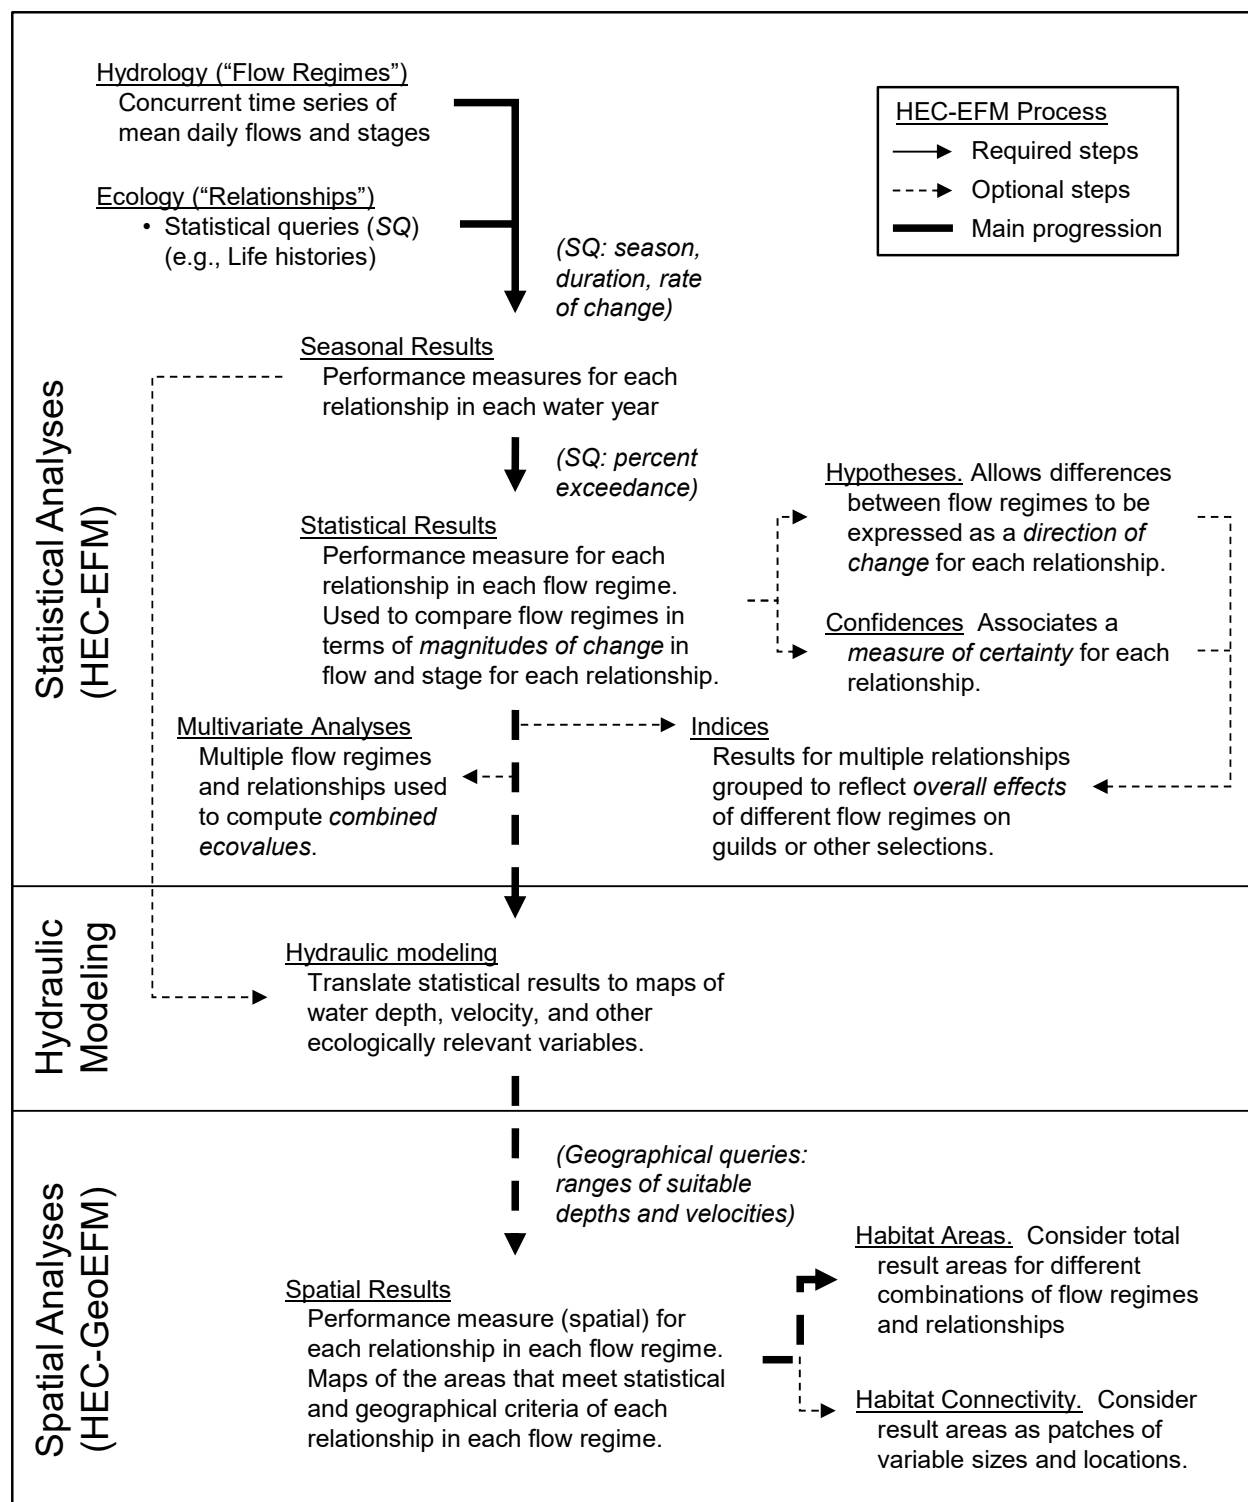 Hydrology (“Flow Regimes”)
Concurrent time series of
mean daily flows and stages
Ecology (“Relationships”)
• Statistical queries (SQ)
(e.g., Life histories)
HEC-EFM Process
Required steps
Optional steps
Main progression
(SQ: season,
duration, rate
of change)
Statistical Analyses
(HEC-EFM)
Seasonal Results
Performance measures for each
relationship in each water year
(SQ: percent
exceedance)
Statistical Results
Performance measure for each
relationship in each flow regime.
Used to compare flow regimes in
terms of magnitudes of change in
flow and stage for each relationship.
Hypotheses. Allows differences
between flow regimes to be
expressed as a direction of
change for each relationship.
Confidences Associates a
measure of certainty for each
relationship.
Multivariate Analyses
Multiple flow regimes
and relationships used
to compute combined
ecovalues.
Indices
Results for multiple relationships
grouped to reflect overall effects
of different flow regimes on
guilds or other selections.
Hydraulic
Modeling
Hydraulic modeling
Translate statistical results to maps of
water depth, velocity, and other
ecologically relevant variables.
Spatial Analyses
(HEC-GeoEFM)
(Geographical queries:
ranges of suitable
depths and velocities)
Spatial Results
Performance measure (spatial) for
each relationship in each flow regime.
Maps of the areas that meet statistical
and geographical criteria of each
relationship in each flow regime.
Habitat Areas. Consider total
result areas for different
combinations of flow regimes
and relationships
Habitat Connectivity. Consider
result areas as patches of
variable sizes and locations.